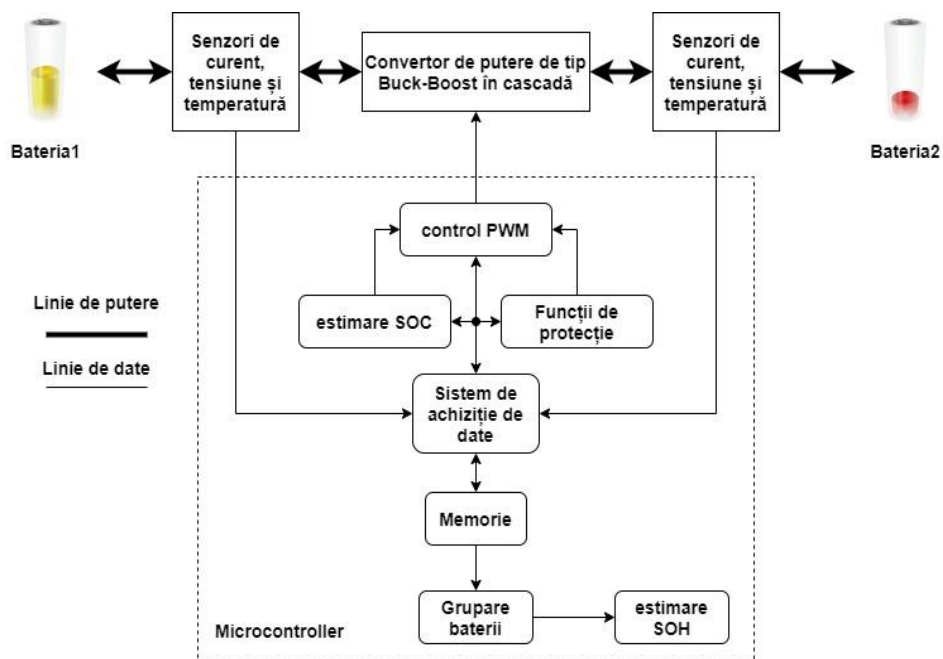 Senzori de
curent,
tensiune și
temperatură
Convertor de putere de tip
Buck-Boost în cascadă
Senzori de
curent,
tensiune și
temperatură
Bateria1
Bateria2
control PWM
Linie de putere
estimare SOC
Funcții de
protecție
Linie de date
Sistem de
achiziție de
date
Memorie
Grupare
baterii
estimare
SOH
Microcontroller